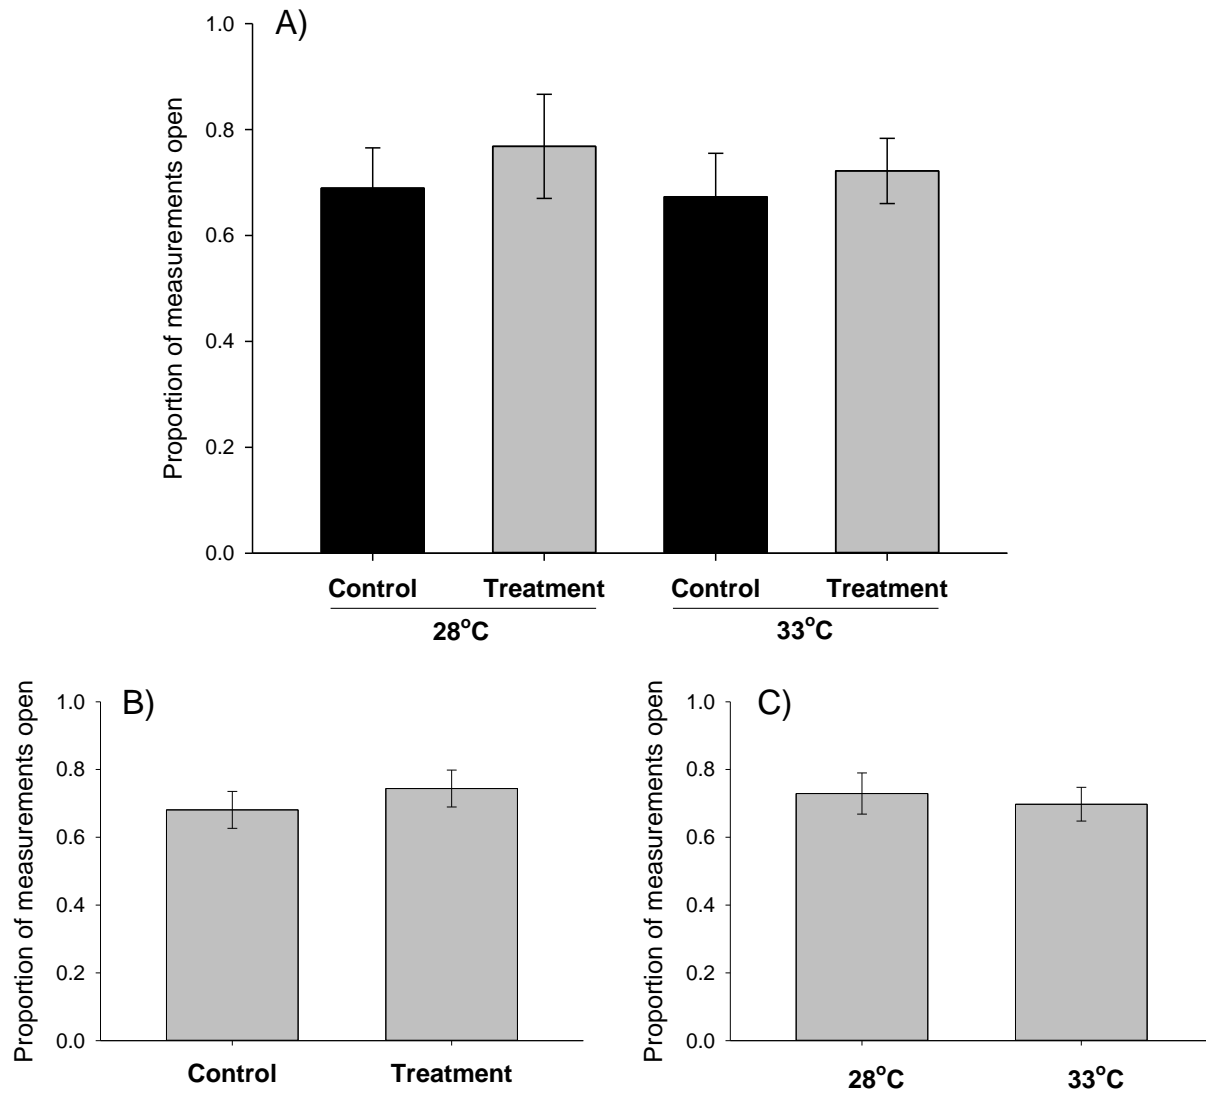 A)
Proportion of measurements open
1.0
0.8
0.6
0.4
0.2
0.0
Control Treatment Control Treatment
28°C 33°C
B)
Proportion of measurements open
1.0
0.8
0.6
0.4
0.2
0.0
Control Treatment
C)
Proportion of measurements open
1.0
0.8
0.6
0.4
0.2
0.0
28°C 33°C